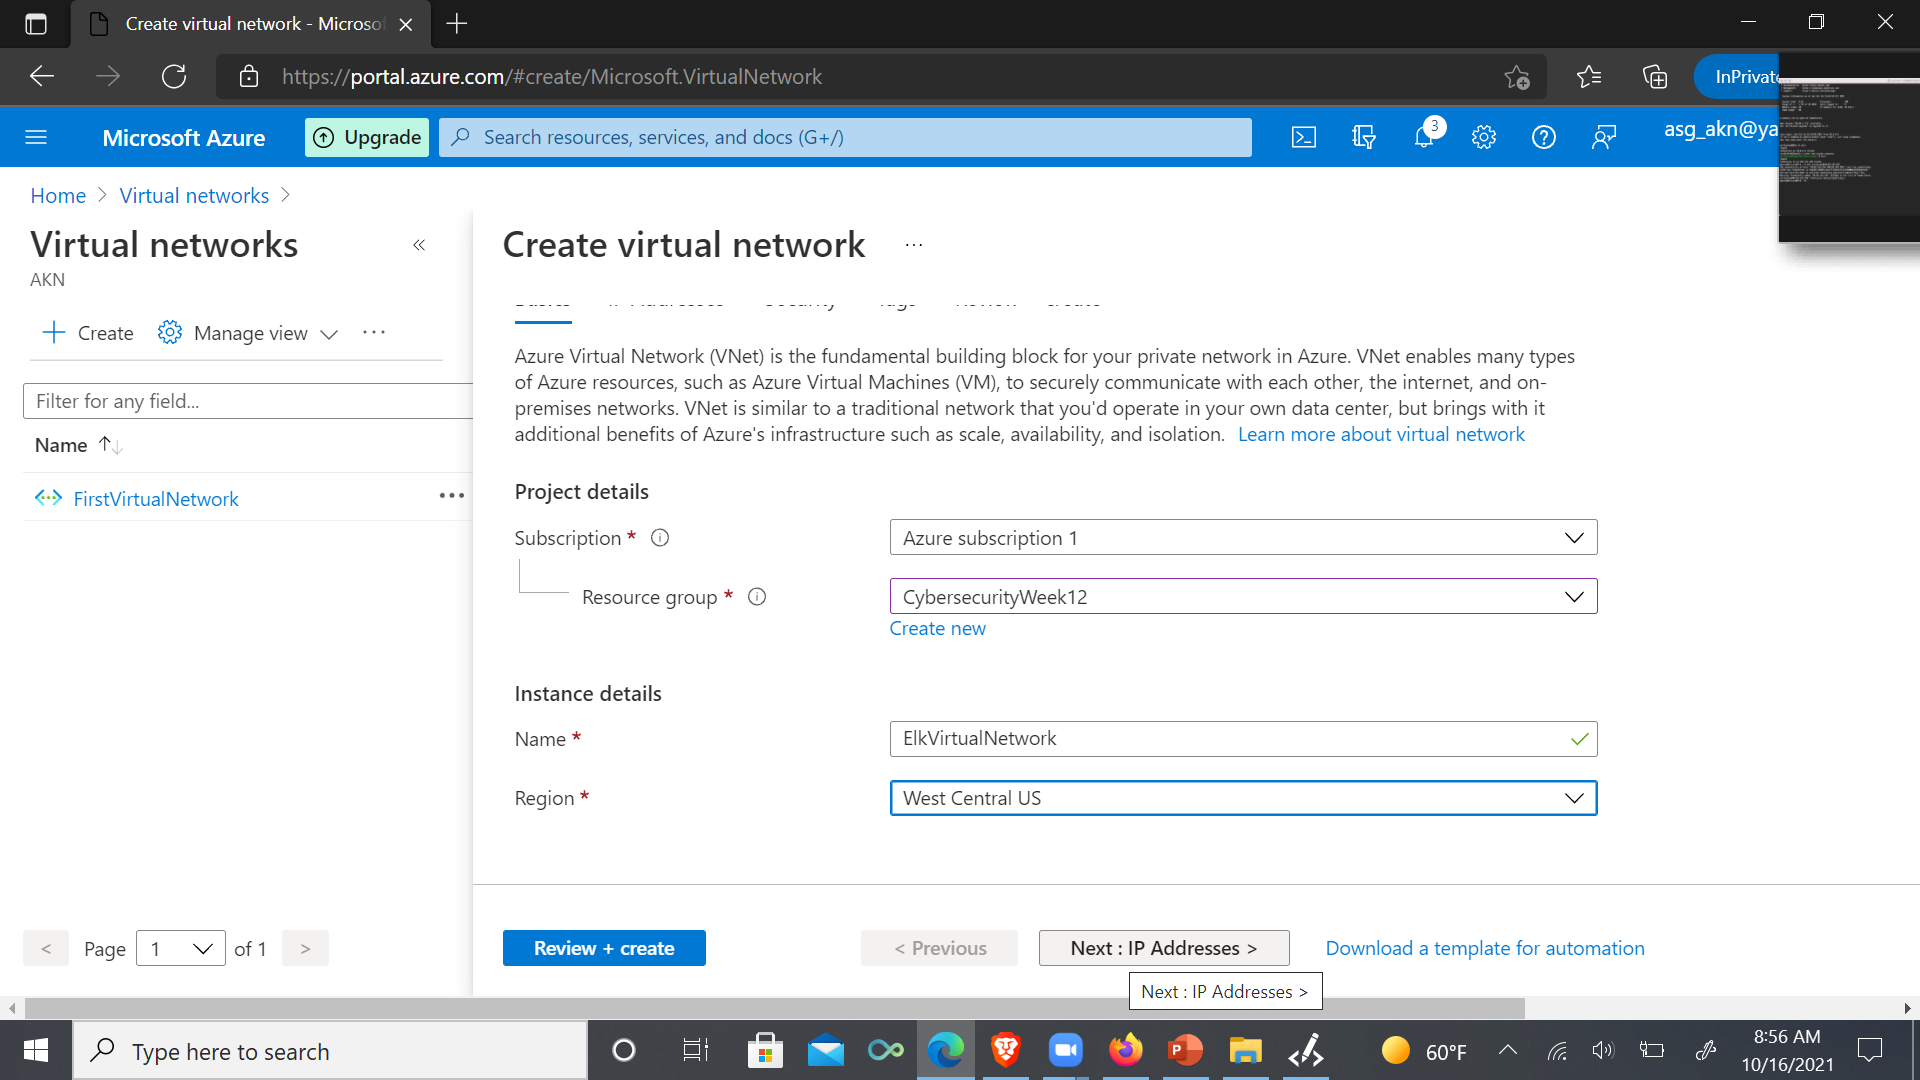 Create virtual network - Microso
https://portal.azure.com/#create/Microsoft.VirtualNetwork
InPrivate
Microsoft Azure
Upgrade
Search resources, services, and docs (G+/)
3
asg_akn@ya
Home > Virtual networks >
Virtual networks
AKN
Create
Manage view
Filter for any field...
Name
FirstVirtualNetwork
Page 1 of 1
Create virtual network
Azure Virtual Network (VNet) is the fundamental building block for your private network in Azure. VNet enables many types
of Azure resources, such as Azure Virtual Machines (VM), to securely communicate with each other, the internet, and on-
premises networks. VNet is similar to a traditional network that you'd operate in your own data center, but brings with it
additional benefits of Azure's infrastructure such as scale, availability, and isolation. Learn more about virtual network
Project details
Subscription *
Azure subscription 1
Resource group *
CybersecurityWeek12
Create new
Instance details
Name *
ElkVirtualNetwork
Region *
West Central US
Review + create
< Previous
Next : IP Addresses >
Download a template for automation
Next : IP Addresses >
Type here to search
60°F
8:56 AM
10/16/2021